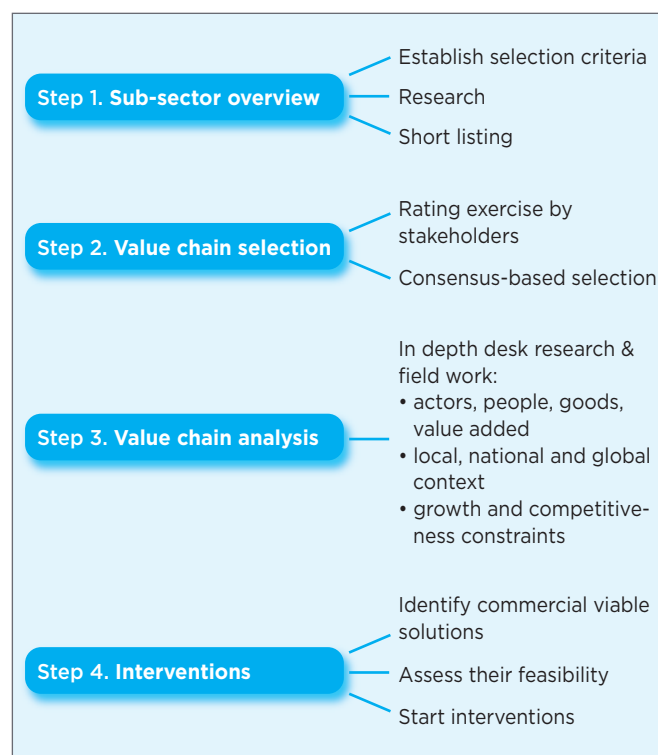 Step 1. Sub-sector overview
Establish selection criteria
Research
Short listing
Step 2. Value chain selection
Rating exercise by
stakeholders
Consensus-based selection
Step 3. Value chain analysis
In depth desk research &
field work:
• actors, people, goods,
value added
• local, national and global
context
• growth and competitive-
ness constraints
Step 4. Interventions
Identify commercial viable
solutions
Assess their feasibility
Start interventions